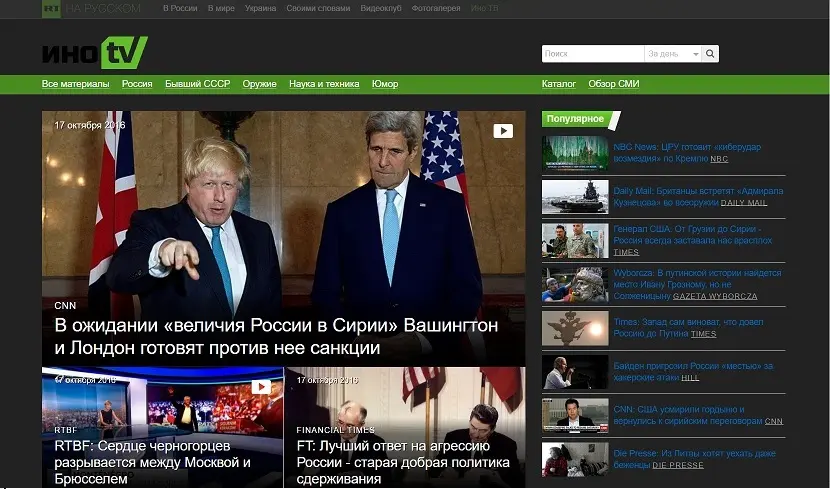 RT НА РУССКОМ В России В мире Украина Своими словами Видеоклуб Фотогалерея Ино ТВ
ИНО tv
Поиск За день
Все материалы Россия Бывший СССР Оружие Наука и техника Юмор Каталог Обзор СМИ
17 октября 2016
CNN
В ожидании «величия России в Сирии» Вашингтон
и Лондон готовят против нее санкции
17 октября 2016
RTBF
RTBF: Сердце черногорцев
разрывается между Москвой и
Брюсселем
17 октября 2016
FINANCIAL TIMES
FT: Лучший ответ на агрессию
России - старая добрая политика
сдерживания
Популярное
NBC News: ЦРУ готовит «киберудар
возмездия» по Кремлю NBC
Daily Mail: Британцы встретят «Адмирала
Кузнецова» во всеоружии DAILY MAIL
Генерал США: От Грузии до Сирии -
Россия всегда заставала нас врасплох
TIMES
Wyborcza: В путинской истории найдется
место Ивану Грозному, но не
Солженицыну GAZETA WYBORCZA
Times: Запад сам виноват, что довел
Россию до Путина TIMES
Байден пригрозил России «местью» за
хакерские атаки HILL
CNN: США усмирили гордыню и
вернулись к сирийским переговорам CNN
Die Presse: Из Литвы хотят уехать даже
беженцы DIE PRESSE